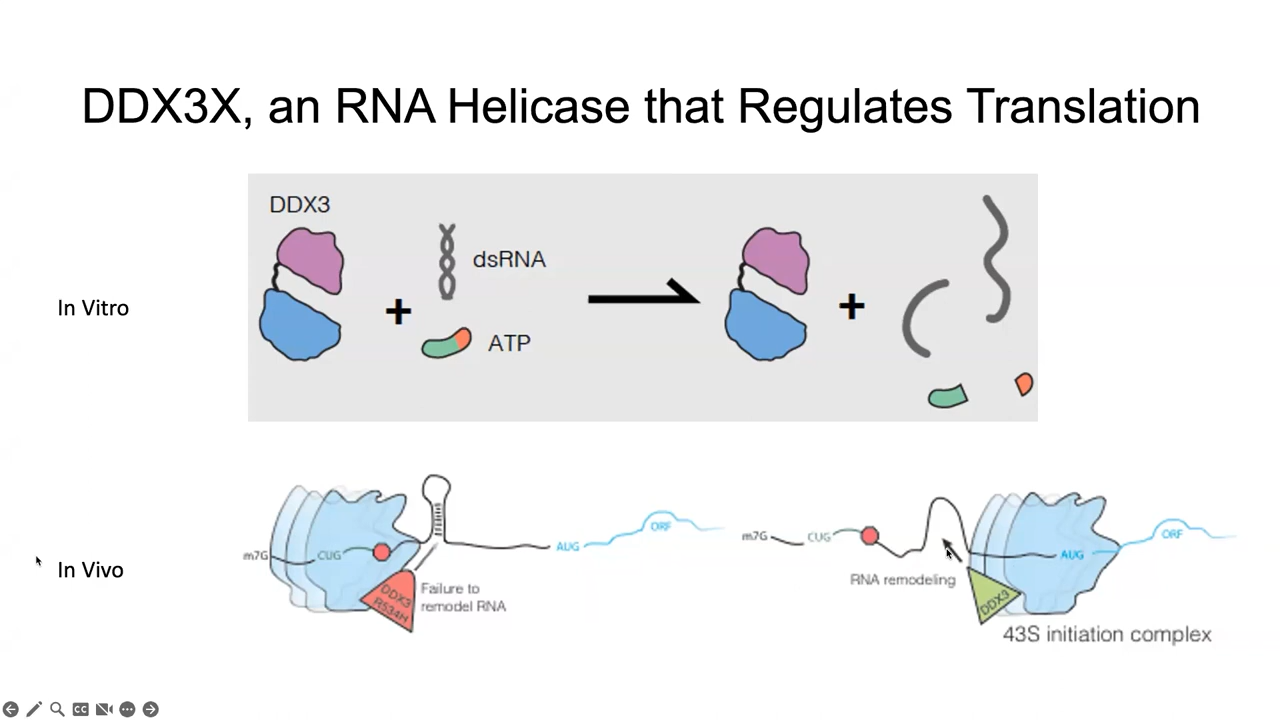 DDX3X, an RNA Helicase that Regulates Translation
DDX3
dsRNA
ATP
+
+
In Vitro
In Vivo
m7G
CUG
DDX3
R534H
Failure to
remodel RNA
AUG
ORF
m7G
CUG
RNA remodeling
DDX3
AUG
ORF
43S initiation complex
CC